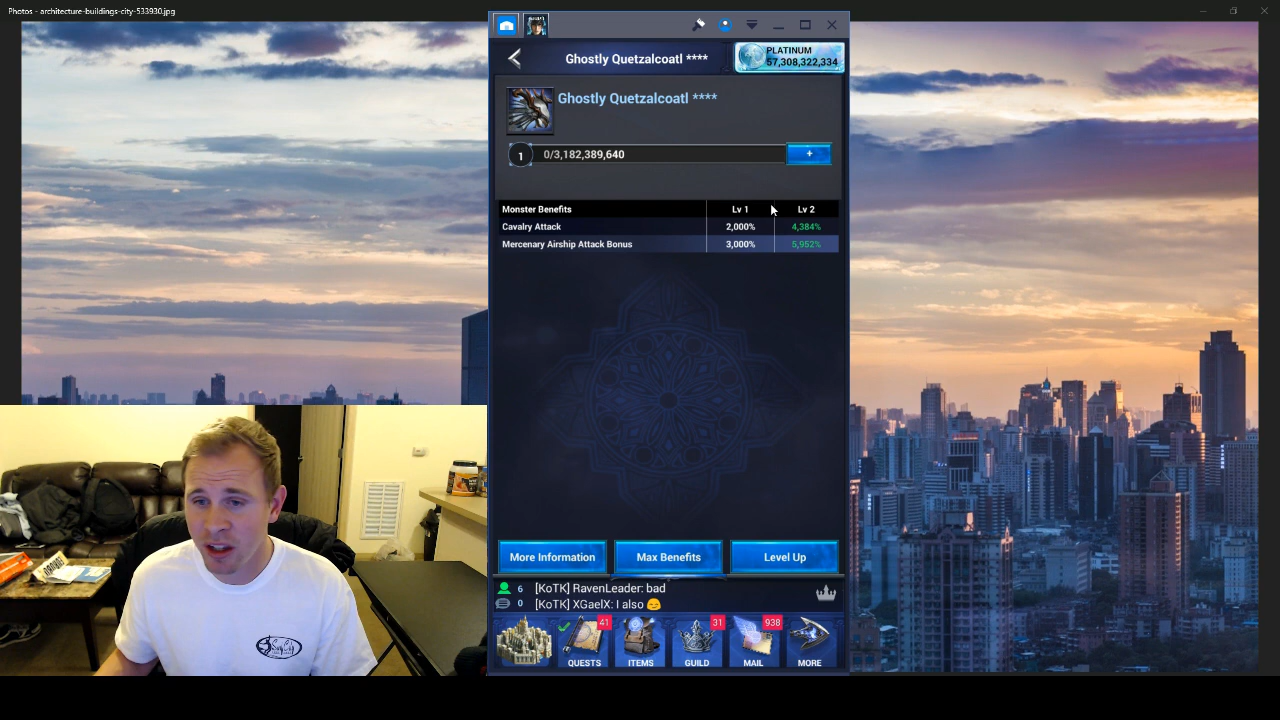 Photos - architecture-buildings-city-533930.jpg
Ghostly Quetzalcoatl ****
PLATINUM
57,308,322,334
Ghostly Quetzalcoatl ****
1
0/3,182,389,640
+
Monster Benefits Lv 1 Lv 2
Cavalry Attack 2,000% 4,384%
Mercenary Airship Attack Bonus 3,000% 5,952%
More Information Max Benefits Level Up
6 [KoTK] RavenLeader: bad
0 [KoTK] XGaelX: I also 😊
41 31 938
QUESTS ITEMS GUILD MAIL MORE